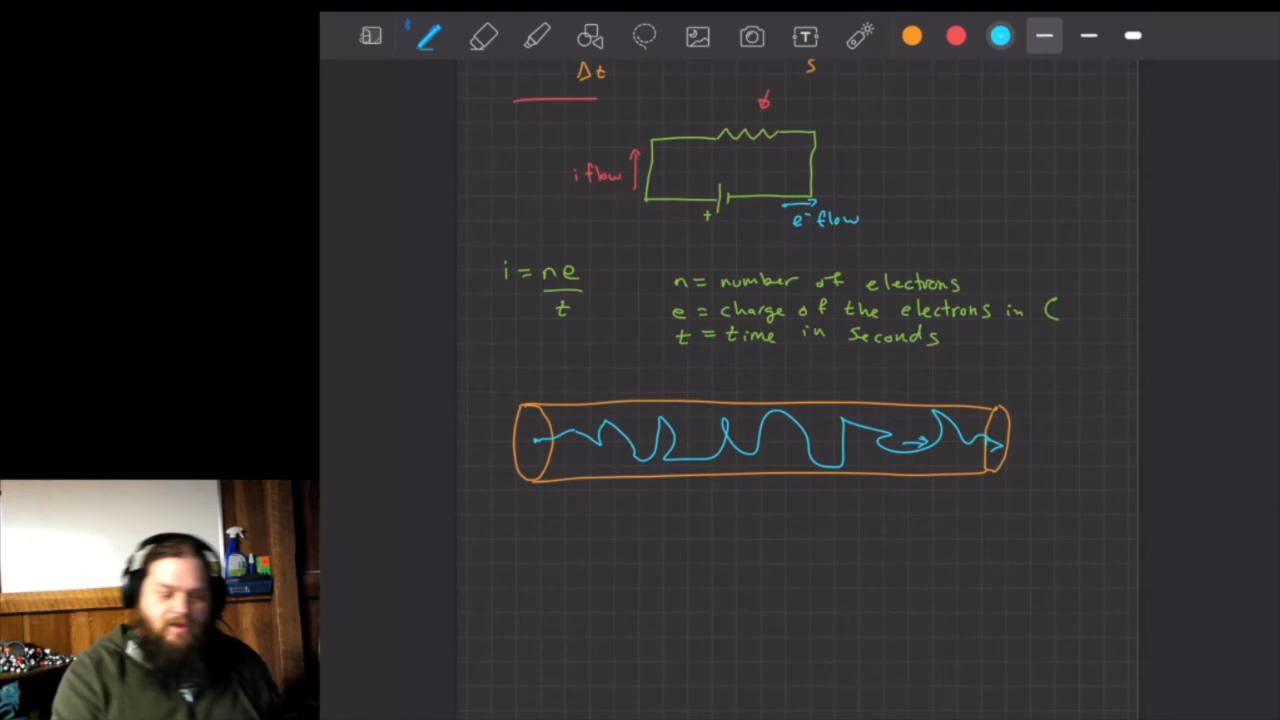 T
Δt
S
i flow
+
e⁻ flow
i = ne
t
n = number of electrons
e = charge of the electrons in C
t = time in seconds